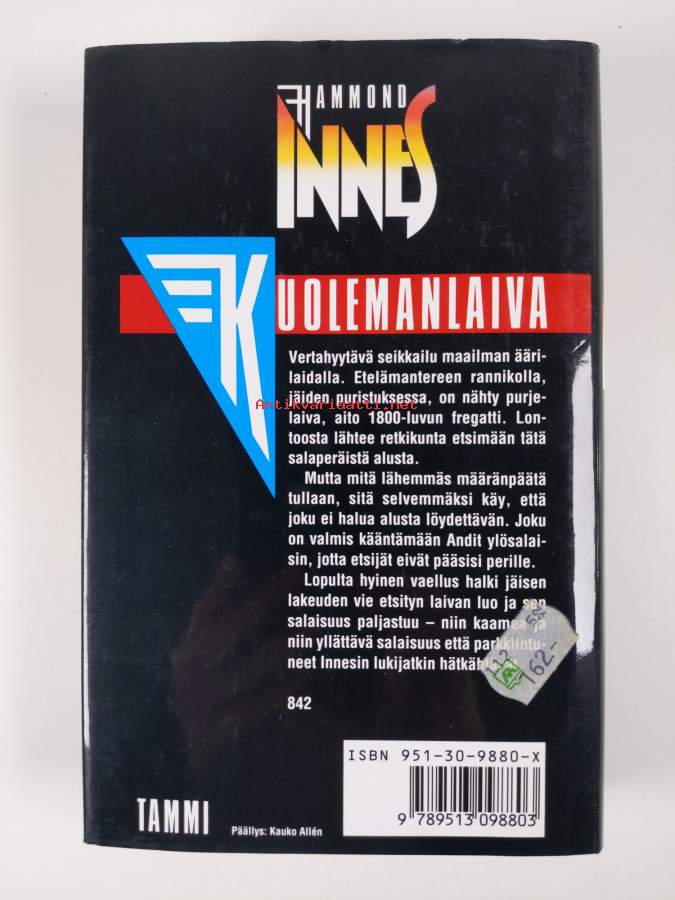 HAMMOND
INNES
KUOLEMANLAIVA
Vertahyytävä seikkailu maailman ääri-
laidalla. Etelämantereen rannikolla,
jäiden puristuksessa, on nähty purje-
Antikvariaatti.net
laiva, aito 1800-luvun fregatti. Lon-
toosta lähtee retkikunta etsimään tätä
salaperäistä alusta.
Mutta mitä lähemmäs määränpäätä
tullaan, sitä selvemmäksi käy, että
joku ei halua alusta löydettävän. Joku
on valmis kääntämään Andit ylösalai-
sin, jotta etsijät eivät pääsisi perille.
Lopulta hyinen vaellus halki jäisen
lakeuden vie etsityn laivan luo ja sen
salaisuus paljastuu – niin kaamea ja
niin yllättävä salaisuus että parkkiintu-
neet Innesin lukijatkin
162.-
842
ISBN 951-30-9880-X
9 789513 098803
TAMMI
Päällys: Kauko Allén